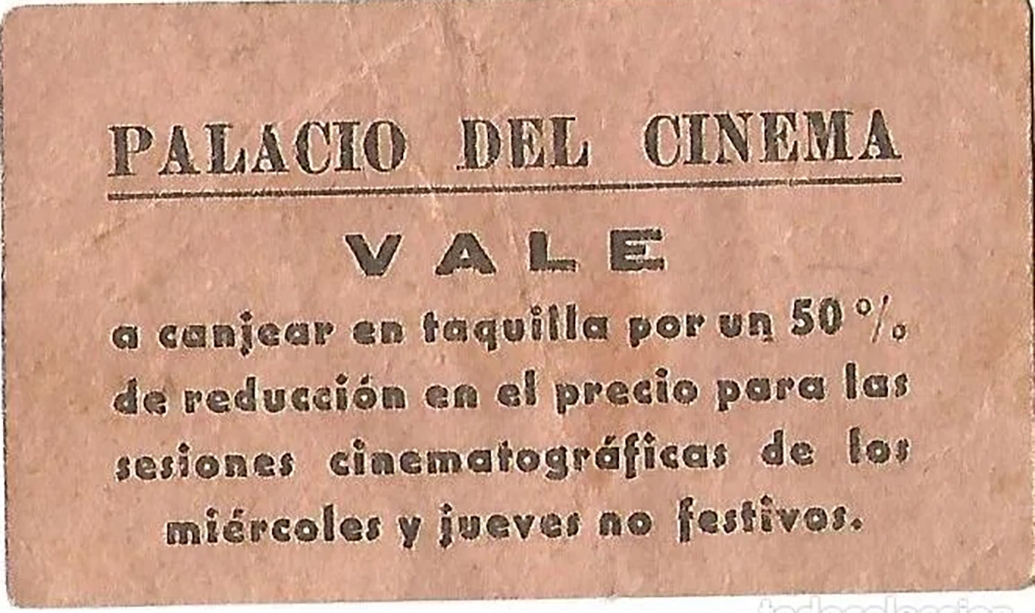 PALACIO DEL CINEMA
VALE
a canjear en taquilla por un 50 %
de reducción en el precio para las
sesiones cinematográficas de los
miércoles y jueves no festivos.